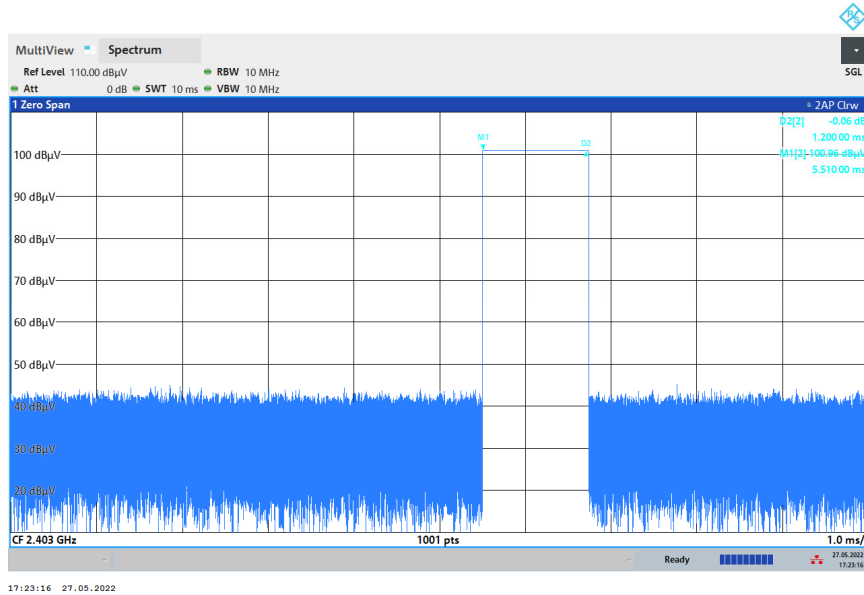 R&S
MultiView Spectrum
Ref Level 110.00 dBµV RBW 10 MHz SGL
Att 0 dB SWT 10 ms VBW 10 MHz
1 Zero Span 2AP Clrw
D2[2] -0.06 dB
1.200 00 ms
M1[2] 100.96 dBµV
5.510 00 ms
M1
D2
100 dBµV
90 dBµV
80 dBµV
70 dBµV
60 dBµV
50 dBµV
40 dBµV
30 dBµV
20 dBµV
CF 2.403 GHz 1001 pts 1.0 ms/
Ready 27.05.2022
17:23:16
17:23:16 27.05.2022